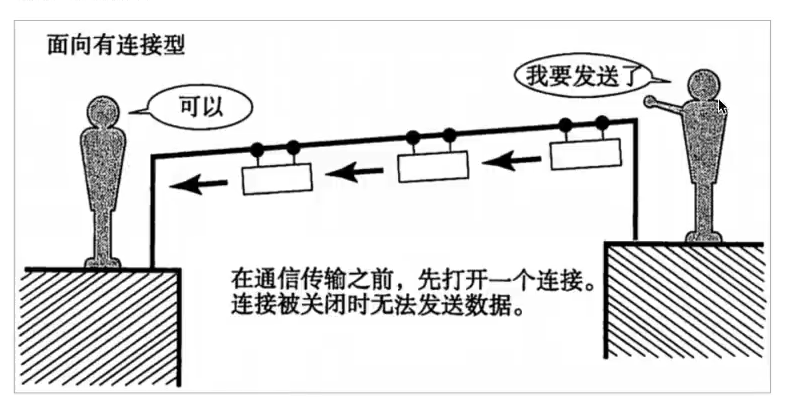 面向有连接型
我要发送了
可以
在通信传输之前，先打开一个连接。
连接被关闭时无法发送数据。